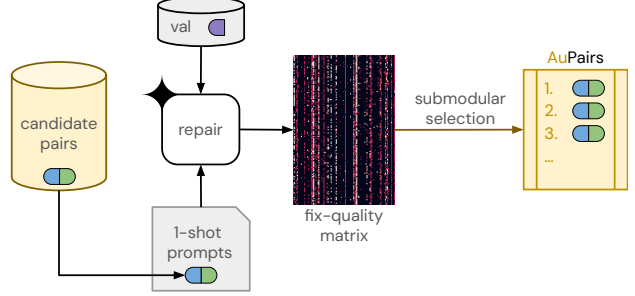 val
AuPairs
candidate
pairs
repair
submodular
selection
1.
2.
3.
...
1-shot
prompts
fix-quality
matrix